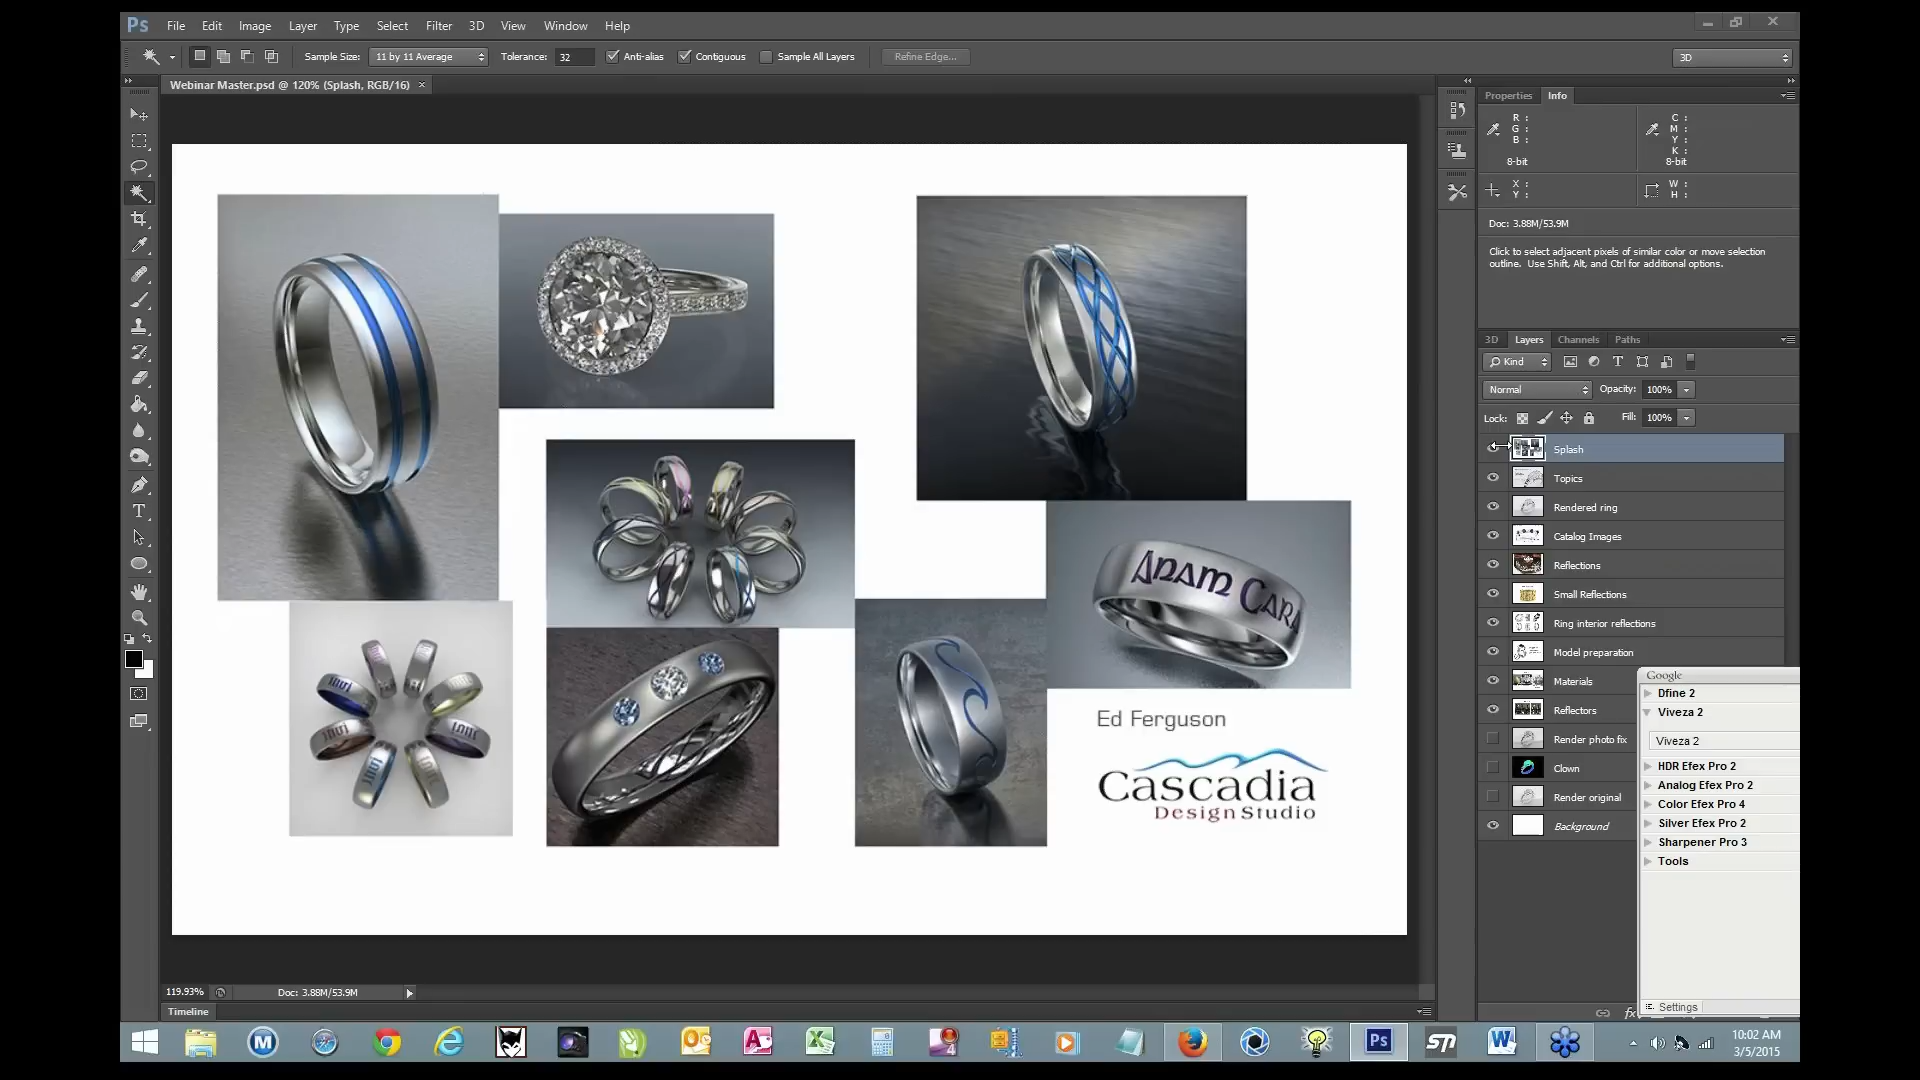 Ps File Edit Image Layer Type Select Filter 3D View Window Help
Sample Size: 11 by 11 Average Tolerance: 32 Anti-alias Contiguous Sample All Layers Refine Edge... 3D
Webinar Master.psd @ 120% (Splash, RGB/16) ×
Properties Info
R : C :
G : M :
B : Y :
K :
8-bit 8-bit
X : W :
Y : H :
Doc: 3.88M/53.9M
Click to select adjacent pixels of similar color or move selection
outline. Use Shift, Alt, and Ctrl for additional options.
3D Layers Channels Paths
Kind
Normal Opacity: 100%
Lock: Fill: 100%
Splash
Topics
Rendered ring
Catalog Images
Reflections
Small Reflections
Ring interior reflections
Model preparation
Materials
Reflectors
Render photo fix
Clown
Render original
Background
Google
Dfine 2
Viveza 2
Viveza 2
HDR Efex Pro 2
Analog Efex Pro 2
Color Efex Pro 4
Silver Efex Pro 2
Sharpener Pro 3
Tools
Settings
fx
Anam Cara
Ed Ferguson
Cascadia
Design Studio
119.93% Doc: 3.88M/53.9M
Timeline
10:02 AM
3/5/2015